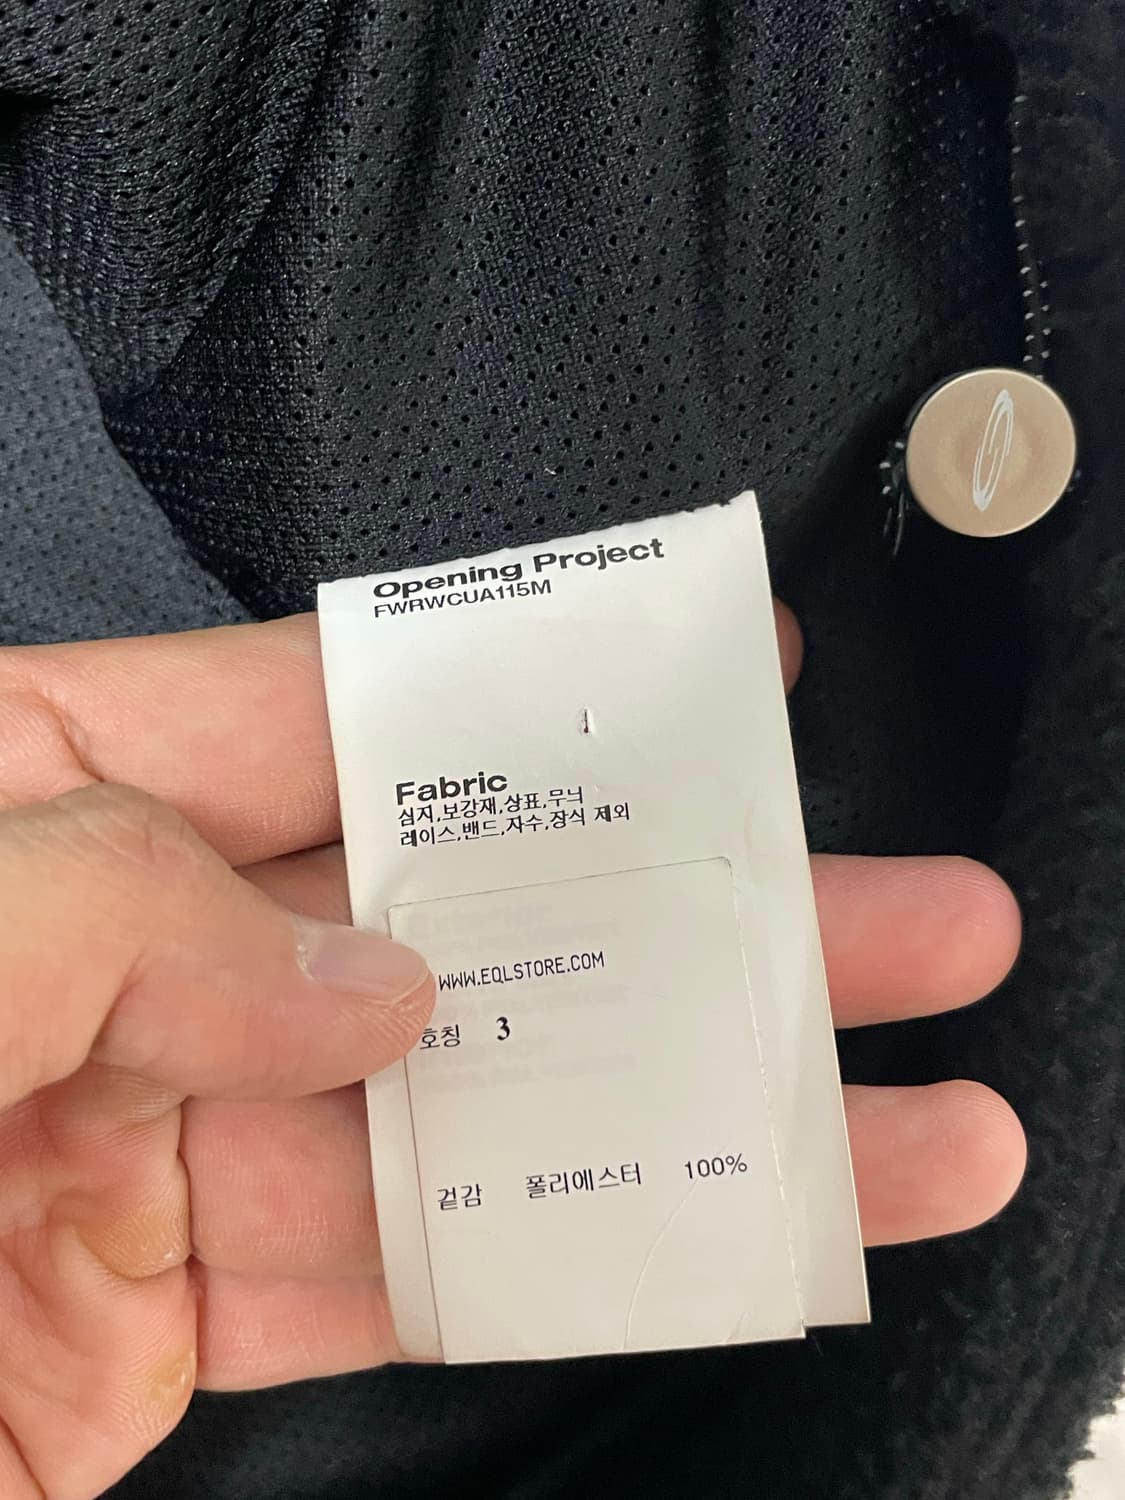 Opening Project
FWRWCUA115M
Fabric
심지,보강재,상표,무늬
레이스,밴드,자수,장식 제외
WWW.EQLSTORE.COM
호칭 3
겉감 폴리에스터 100%